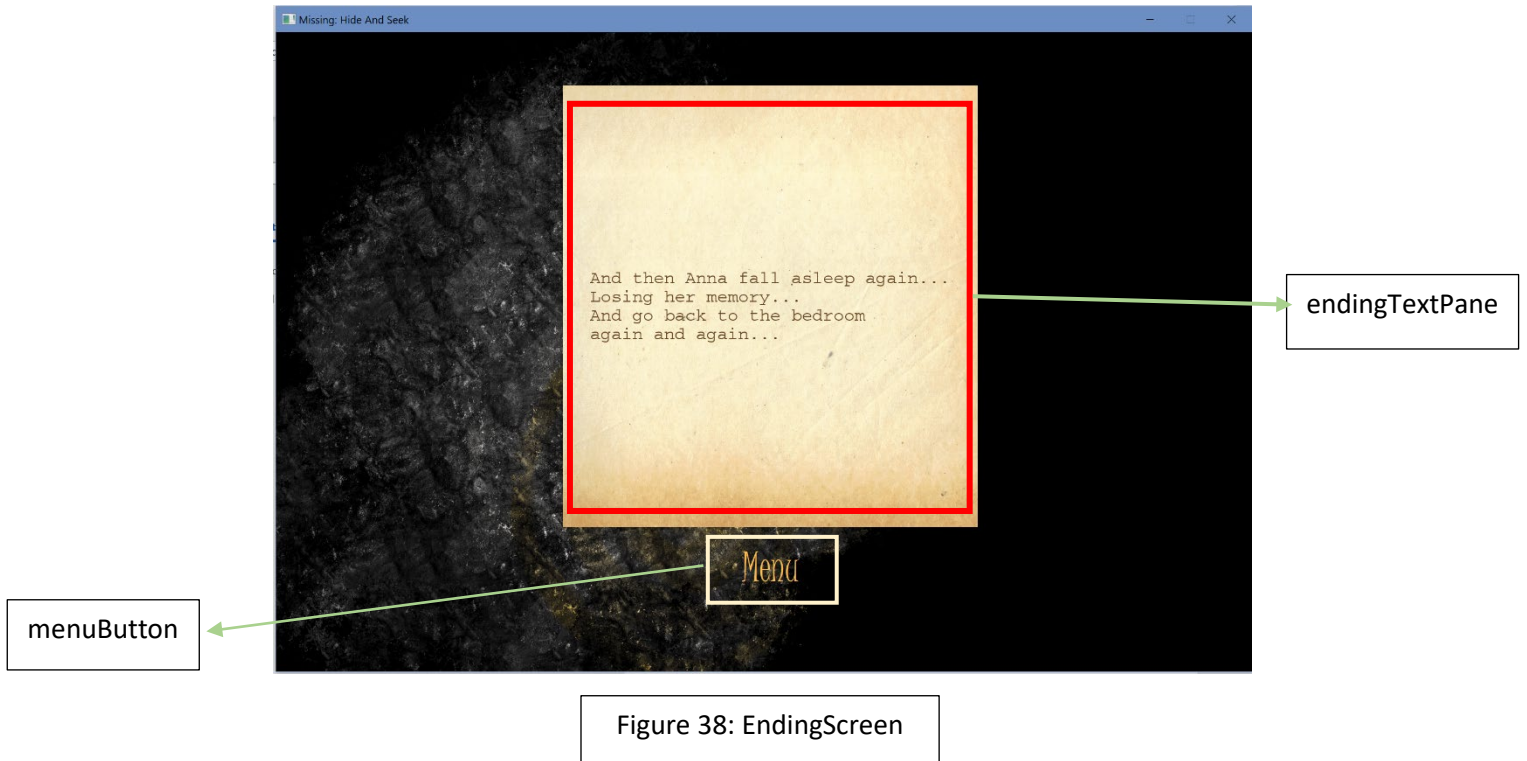 Missing: Hide And Seek
And then Anna fall asleep again...
Losing her memory...
And go back to the bedroom
again and again...
endingTextPane
Menu
menuButton
Figure 38: EndingScreen